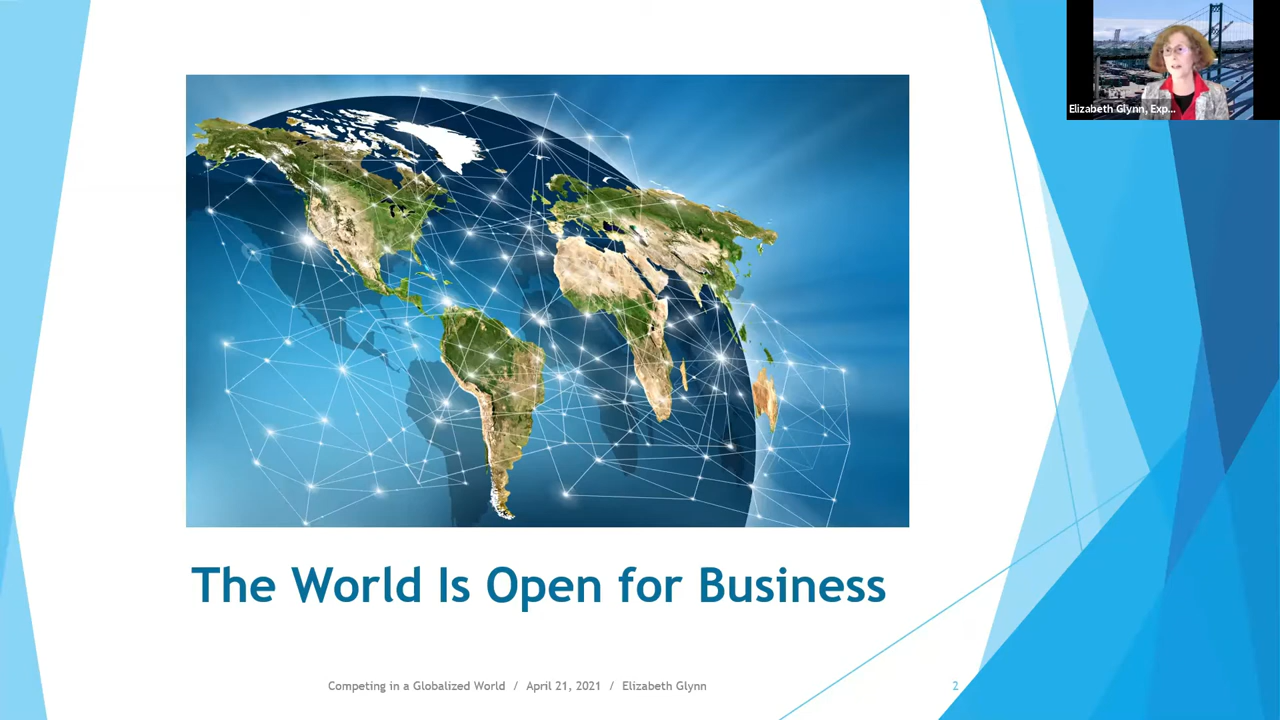 Elizabeth Glynn, Exp...
The World Is Open for Business
Competing in a Globalized World / April 21, 2021 / Elizabeth Glynn
2